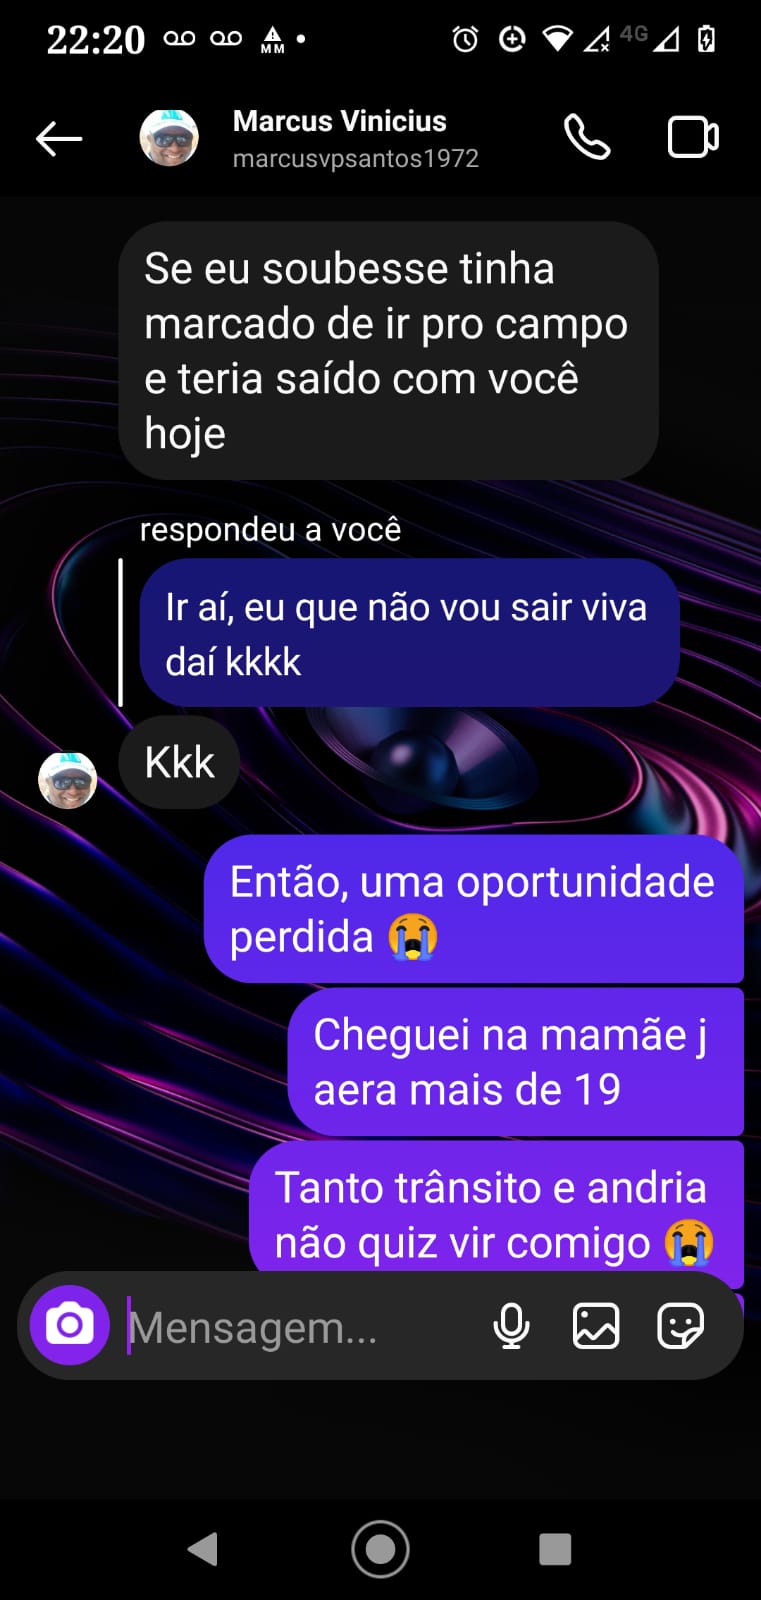 22:20
MM
4G
Marcus Vinicius
marcusvpsantos1972
Se eu soubesse tinha
marcado de ir pro campo
e teria saído com você
hoje
respondeu a você
Ir aí, eu que não vou sair viva
daí kkkk
Kkk
Então, uma oportunidade
perdida 😭
Cheguei na mamãe j
aera mais de 19
Tanto trânsito e andria
não quiz vir comigo 😭
Mensagem...